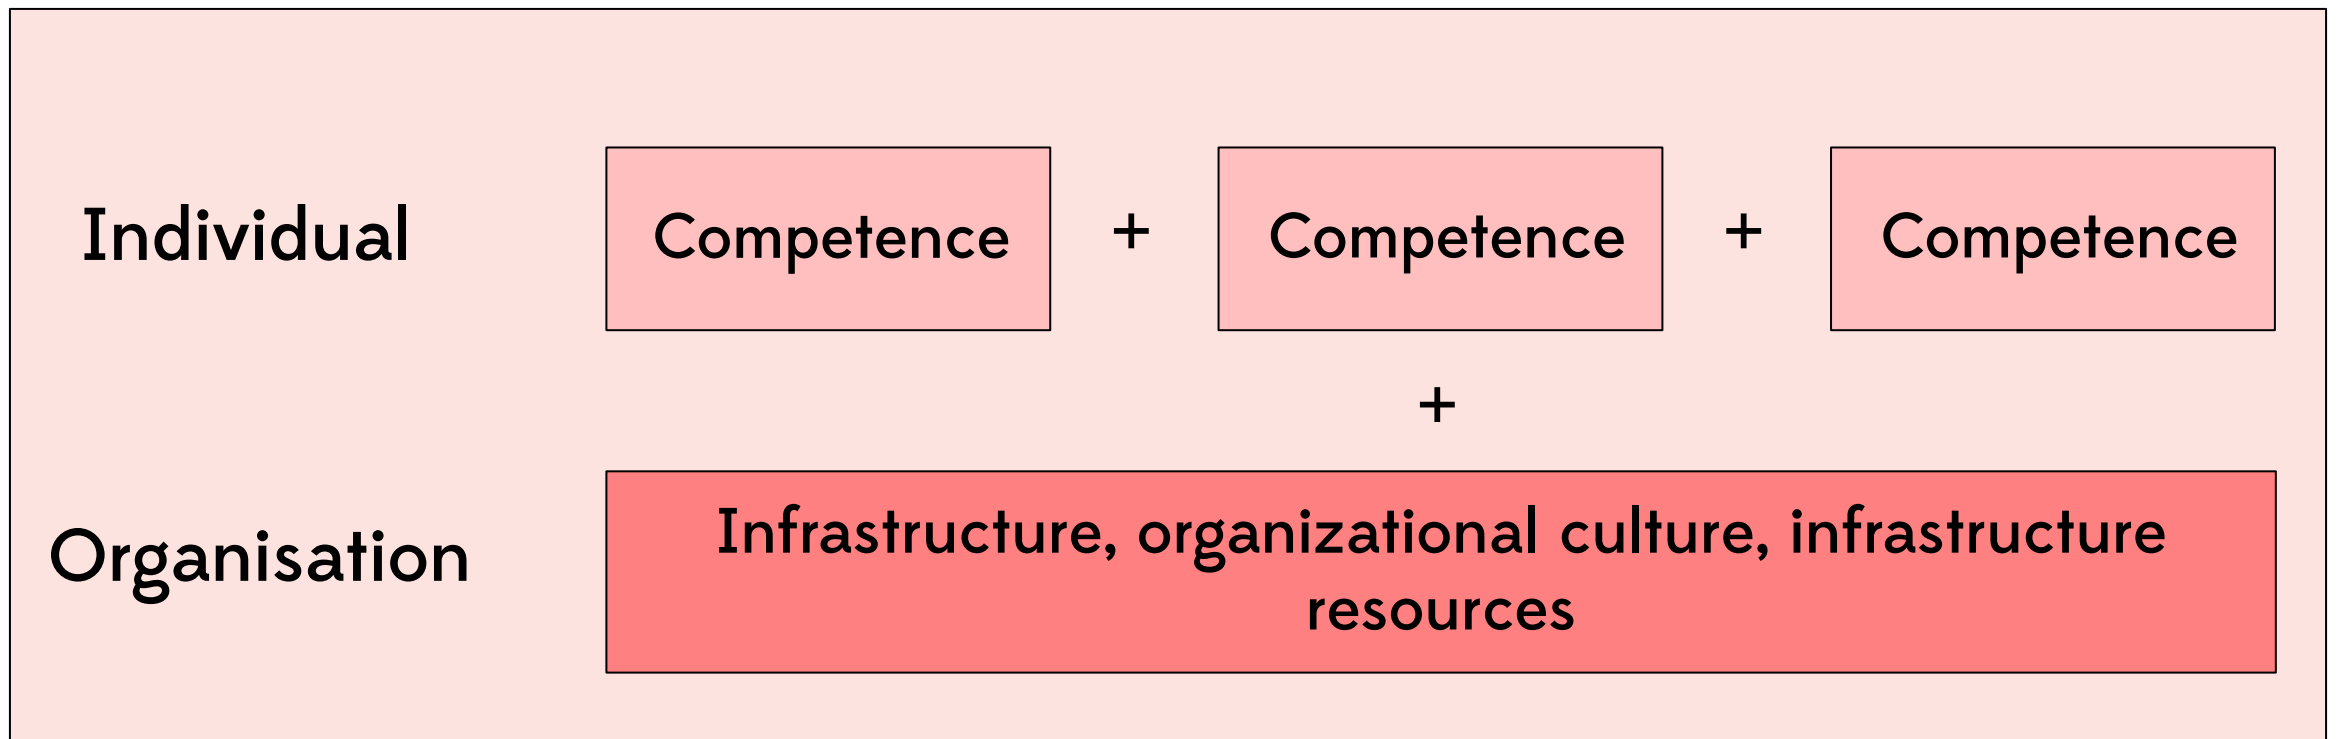 Individual Competence + Competence + Competence
+
Organisation Infrastructure, organizational culture, infrastructure
resources